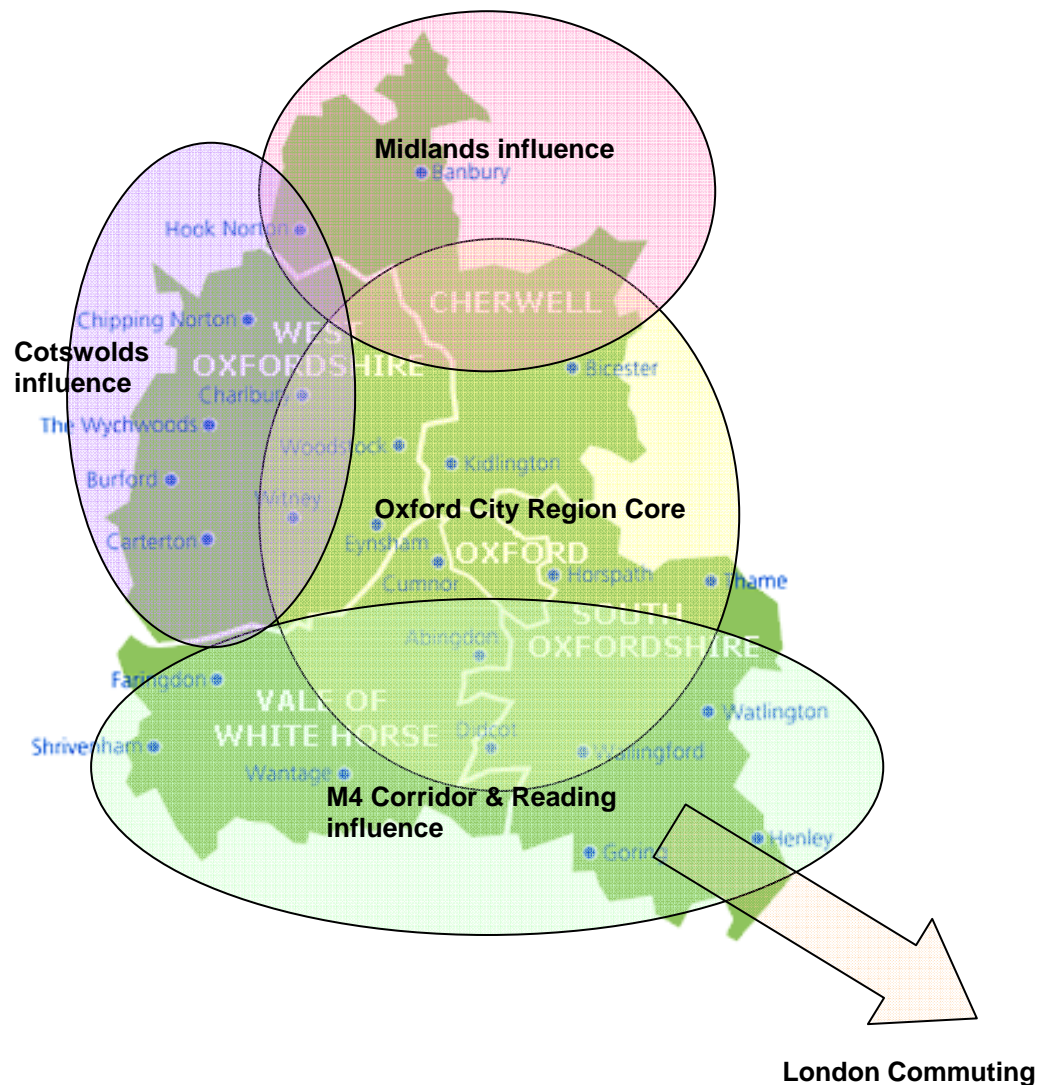 Midlands influence
Banbury
Hook Norton
CHERWELL
Chipping Norton
WEST
OXFORDSHIRE
Cotswolds
influence
Bicester
Charlbury
The Wychwoods
Woodstock
Kidlington
Burford
Witney
Oxford City Region Core
Carterton
Eynsham
OXFORD
Cumnor
Horspath
Thame
SOUTH
OXFORDSHIRE
Abingdon
Faringdon
VALE OF
WHITE HORSE
Watlington
Shrivenham
Didcot
Wallingford
Wantage
M4 Corridor & Reading
influence
Goring
Henley
London Commuting